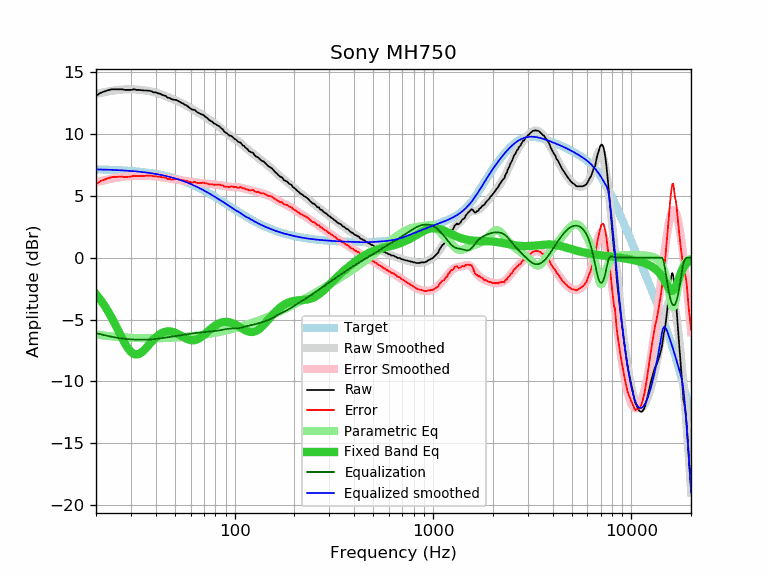 Sony MH750
15
10
5
0
−5
−10
−15
−20
Amplitude (dBr)
Target
Raw Smoothed
Error Smoothed
Raw
Error
Parametric Eq
Fixed Band Eq
Equalization
Equalized smoothed
100
1000
10000
Frequency (Hz)